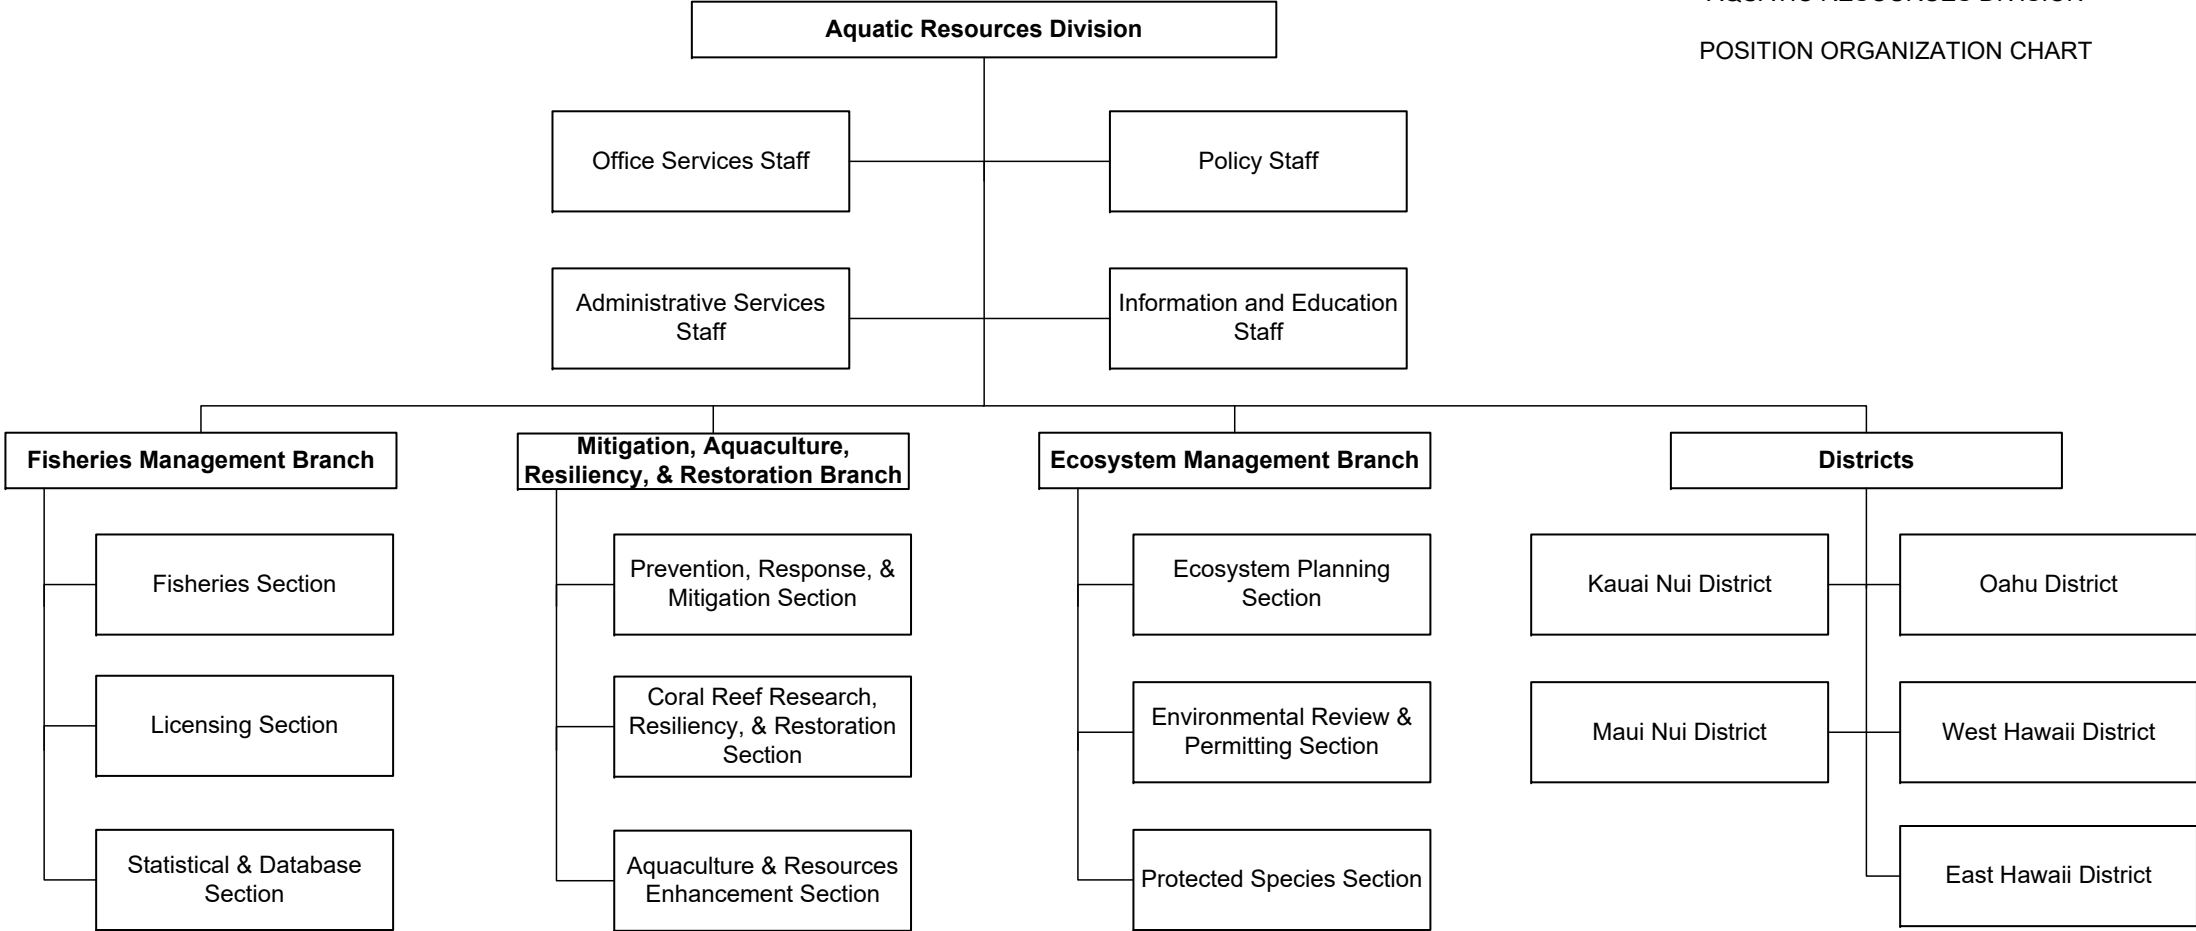 AQUATIC RESOURCES DIVISION
POSITION ORGANIZATION CHART
Aquatic Resources Division
Office Services Staff
Policy Staff
Administrative Services
Staff
Information and Education
Staff
Fisheries Management Branch
Mitigation, Aquaculture,
Resiliency, & Restoration Branch
Ecosystem Management Branch
Districts
Fisheries Section
Licensing Section
Statistical & Database
Section
Prevention, Response, &
Mitigation Section
Coral Reef Research,
Resiliency, & Restoration
Section
Aquaculture & Resources
Enhancement Section
Ecosystem Planning
Section
Environmental Review &
Permitting Section
Protected Species Section
Kauai Nui District
Oahu District
Maui Nui District
West Hawaii District
East Hawaii District